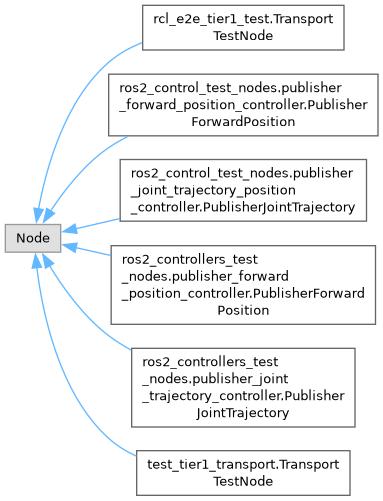 rcl_e2e_tier1_test.Transport
TestNode
ros2_control_test_nodes.publisher
_forward_position_controller.Publisher
ForwardPosition
ros2_control_test_nodes.publisher
_joint_trajectory_position
_controller.PublisherJointTrajectory
Node
ros2_controllers_test
_nodes.publisher_forward
_position_controller.PublisherForward
Position
ros2_controllers_test
_nodes.publisher_joint
_trajectory_controller.Publisher
JointTrajectory
test_tier1_transport.Transport
TestNode